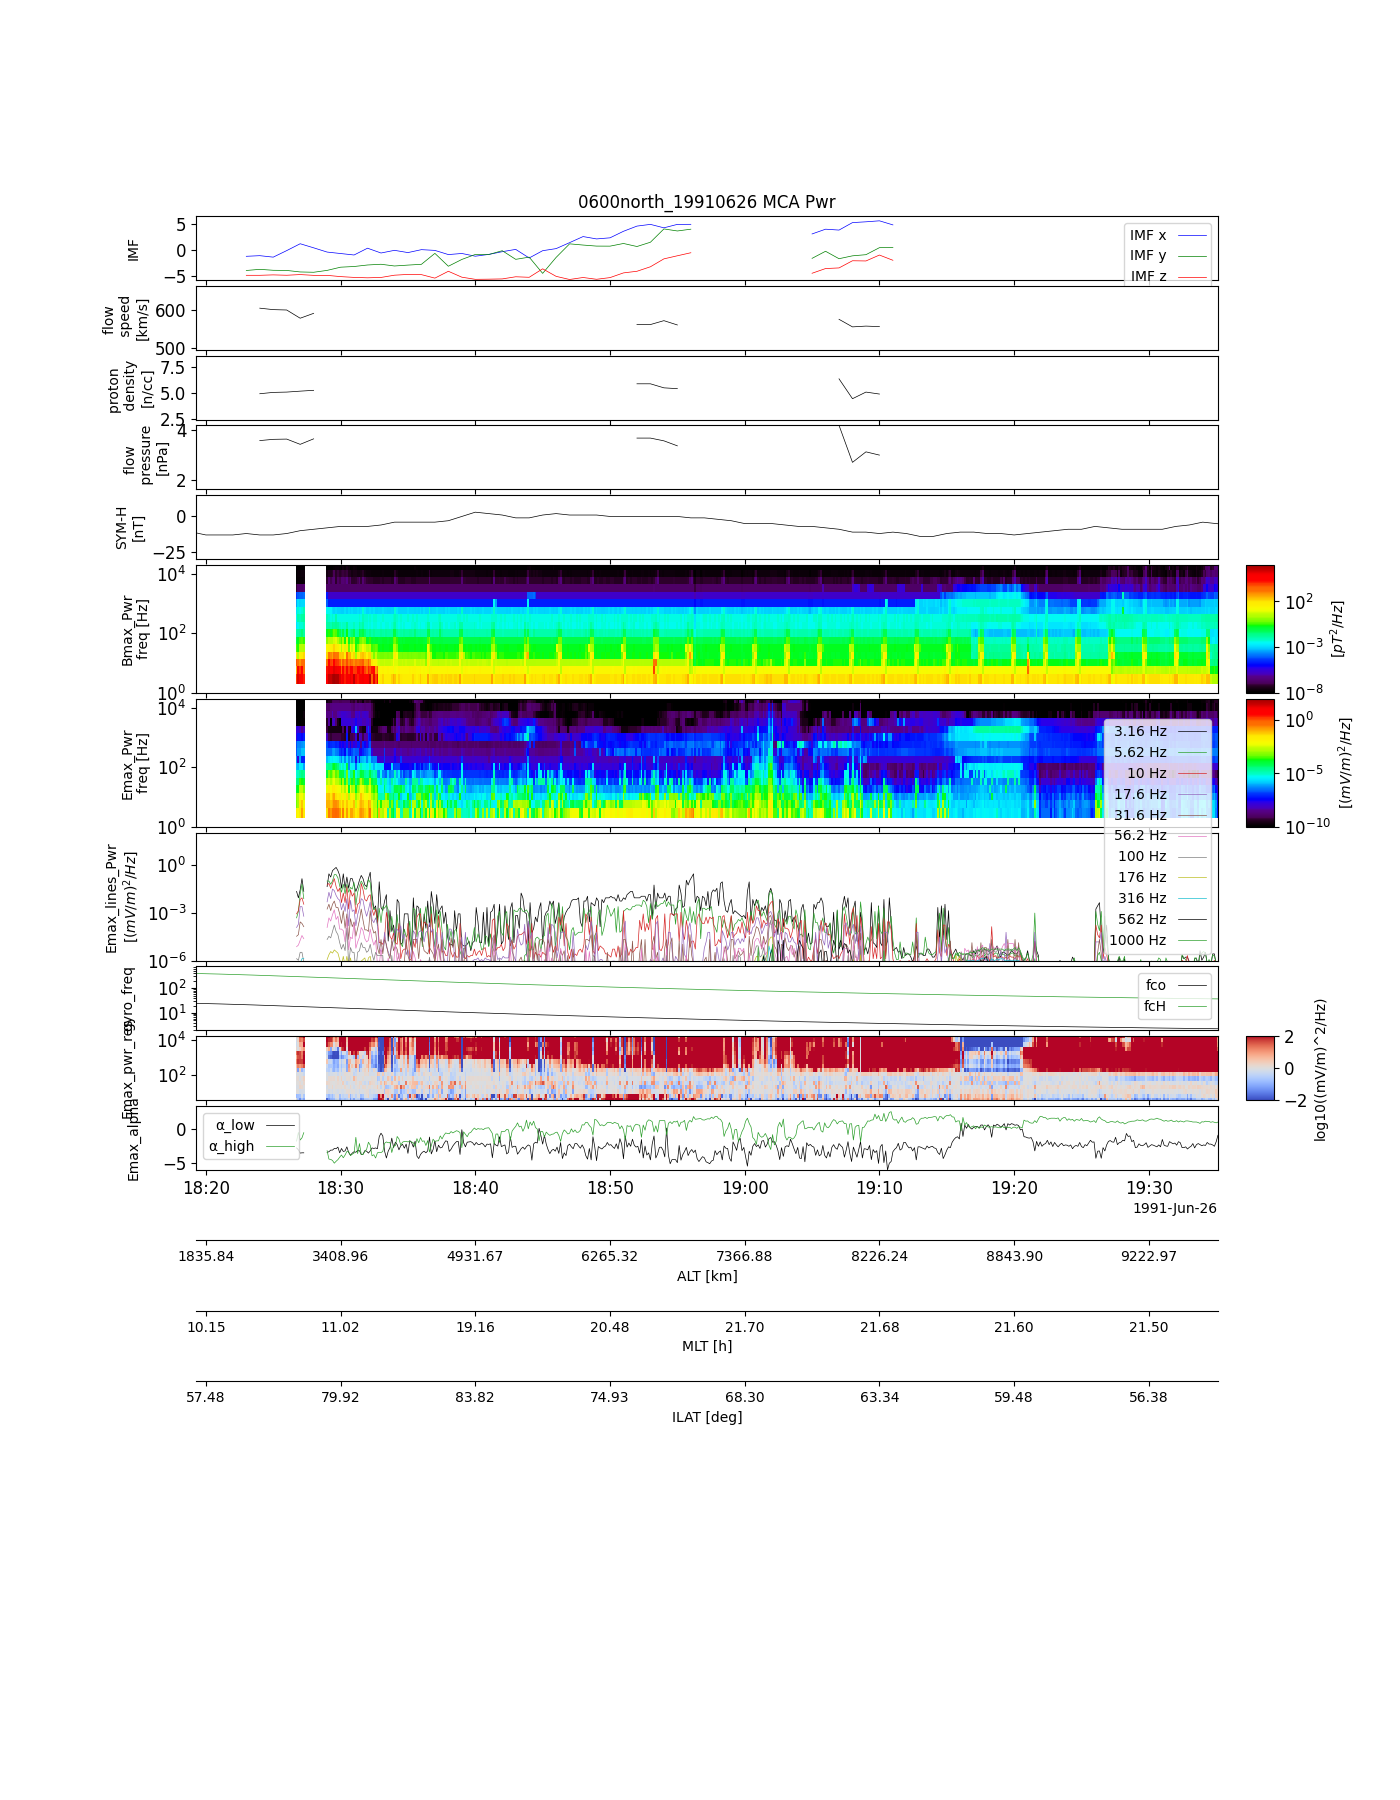 0600north_19910626 MCA Pwr
IMF
5
0
−5
IMF x
IMF y
IMF z
flow
speed
[km/s]
600
500
proton
density
[n/cc]
7.5
5.0
2.5
flow
pressure
[nPa]
4
2
SYM-H
[nT]
0
−25
Bmax_Pwr
freq [Hz]
10^4
10^2
10^0
10^2
10^−3
10^−8
[pT^2/Hz]
Emax_Pwr
freq [Hz]
10^4
10^2
10^0
10^0
10^−5
10^−10
[(mV/m)^2/Hz]
3.16 Hz
5.62 Hz
10 Hz
17.6 Hz
31.6 Hz
56.2 Hz
100 Hz
176 Hz
316 Hz
562 Hz
1000 Hz
Emax_lines_Pwr
[(mV/m)^2/Hz]
10^0
10^−3
10^−6
gyro_freq
10^2
10^1
fco
fcH
10^4
10^2
2
0
−2
log10((mV/m)^2/Hz)
Emax_alpha
0
−5
α_low
α_high
18:20 18:30 18:40 18:50 19:00 19:10 19:20 19:30
1991-Jun-26
1835.84 3408.96 4931.67 6265.32 7366.88 8226.24 8843.90 9222.97
ALT [km]
10.15 11.02 19.16 20.48 21.70 21.68 21.60 21.50
MLT [h]
57.48 79.92 83.82 74.93 68.30 63.34 59.48 56.38
ILAT [deg]